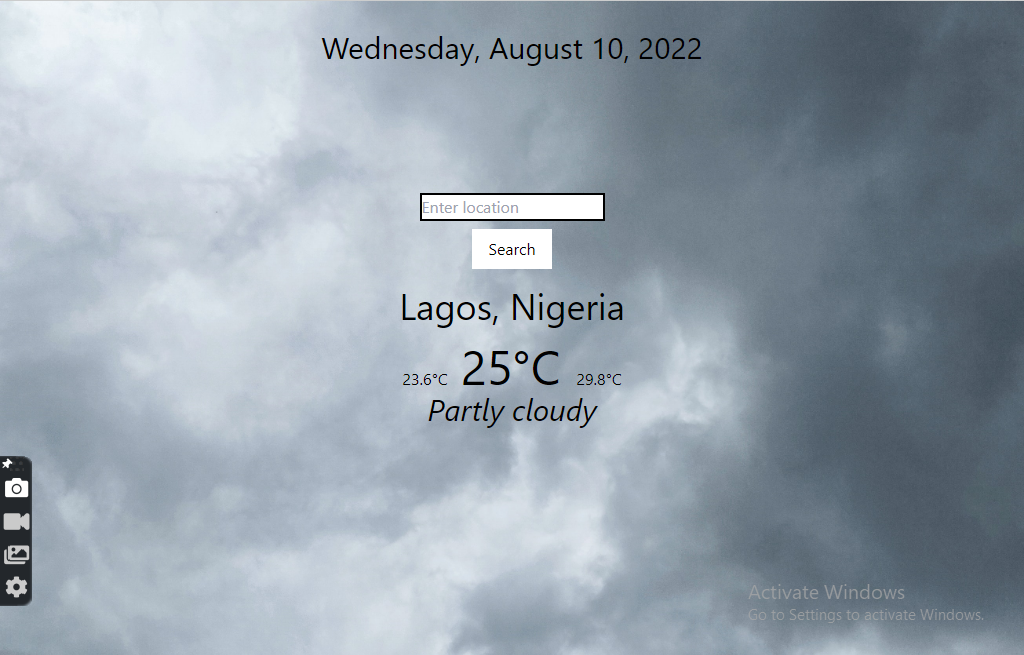 Wednesday, August 10, 2022
Enter location
Search
Lagos, Nigeria
23.6°C 25°C 29.8°C
Partly cloudy
Activate Windows
Go to Settings to activate Windows.